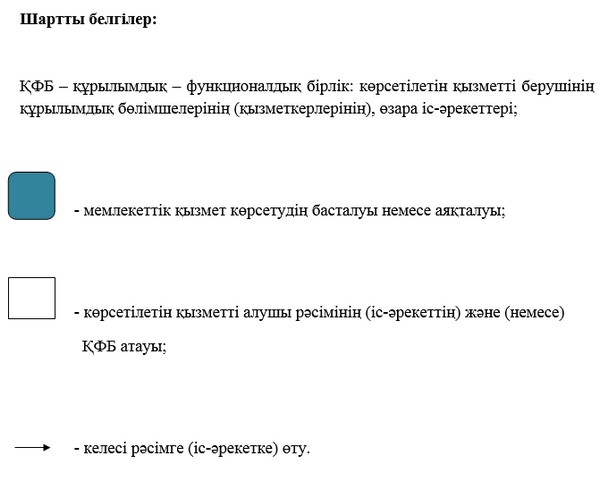 Шартты белгілер:
ҚФБ – құрылымдық – функционалдық бірлік: көрсетілетін қызметті берушінің
құрылымдық бөлімшелерінің (қызметкерлерінің), өзара іс-әрекеттері;
- мемлекеттік қызмет көрсетудің басталуы немесе аяқталуы;
- көрсетілетін қызметті алушы рәсімінің (іс-әрекеттің) және (немесе)
ҚФБ атауы;
- келесі рәсімге (іс-әрекетке) өту.